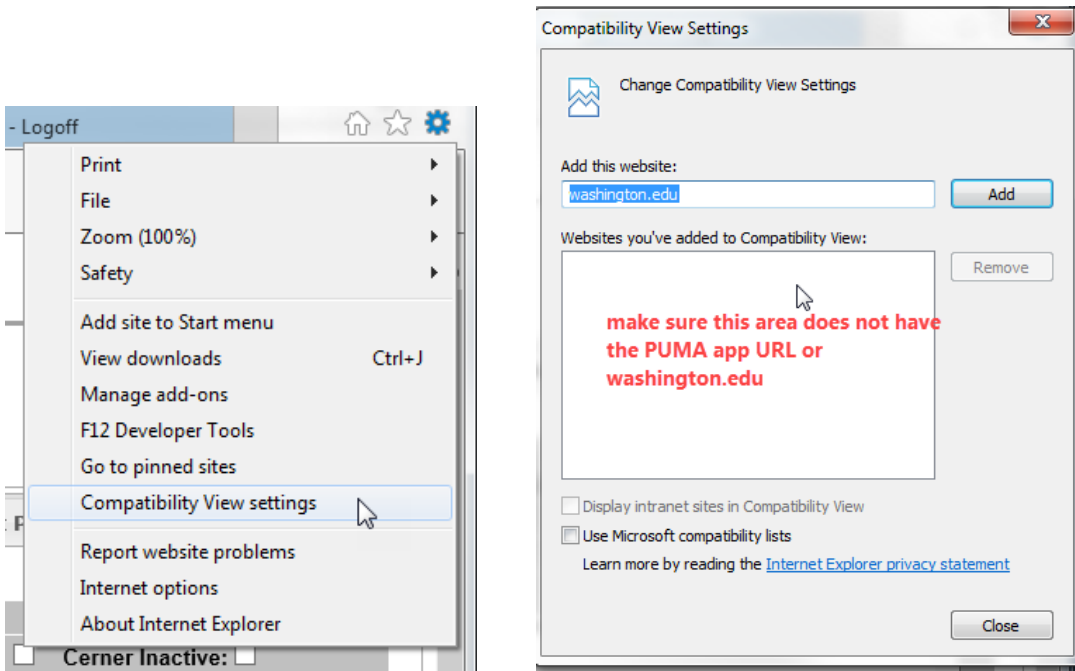 - Logoff
Print
File
Zoom (100%)
Safety
Add site to Start menu
View downloads Ctrl+J
Manage add-ons
F12 Developer Tools
Go to pinned sites
Compatibility View settings
Report website problems
Internet options
About Internet Explorer
Cerner Inactive:
Compatibility View Settings
Change Compatibility View Settings
Add this website:
washington.edu Add
Websites you've added to Compatibility View:
Remove
make sure this area does not have
the PUMA app URL or
washington.edu
Display intranet sites in Compatibility View
Use Microsoft compatibility lists
Learn more by reading the Internet Explorer privacy statement
Close